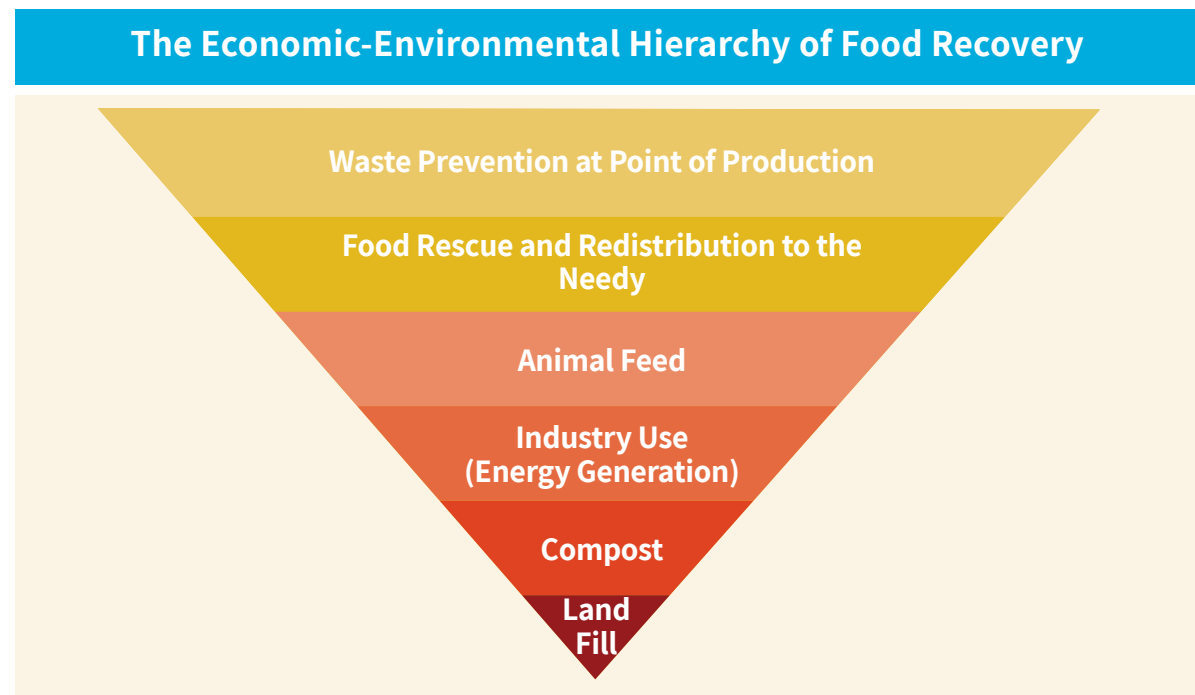 The Economic-Environmental Hierarchy of Food Recovery
Waste Prevention at Point of Production
Food Rescue and Redistribution to the
Needy
Animal Feed
Industry Use
(Energy Generation)
Compost
Land
Fill